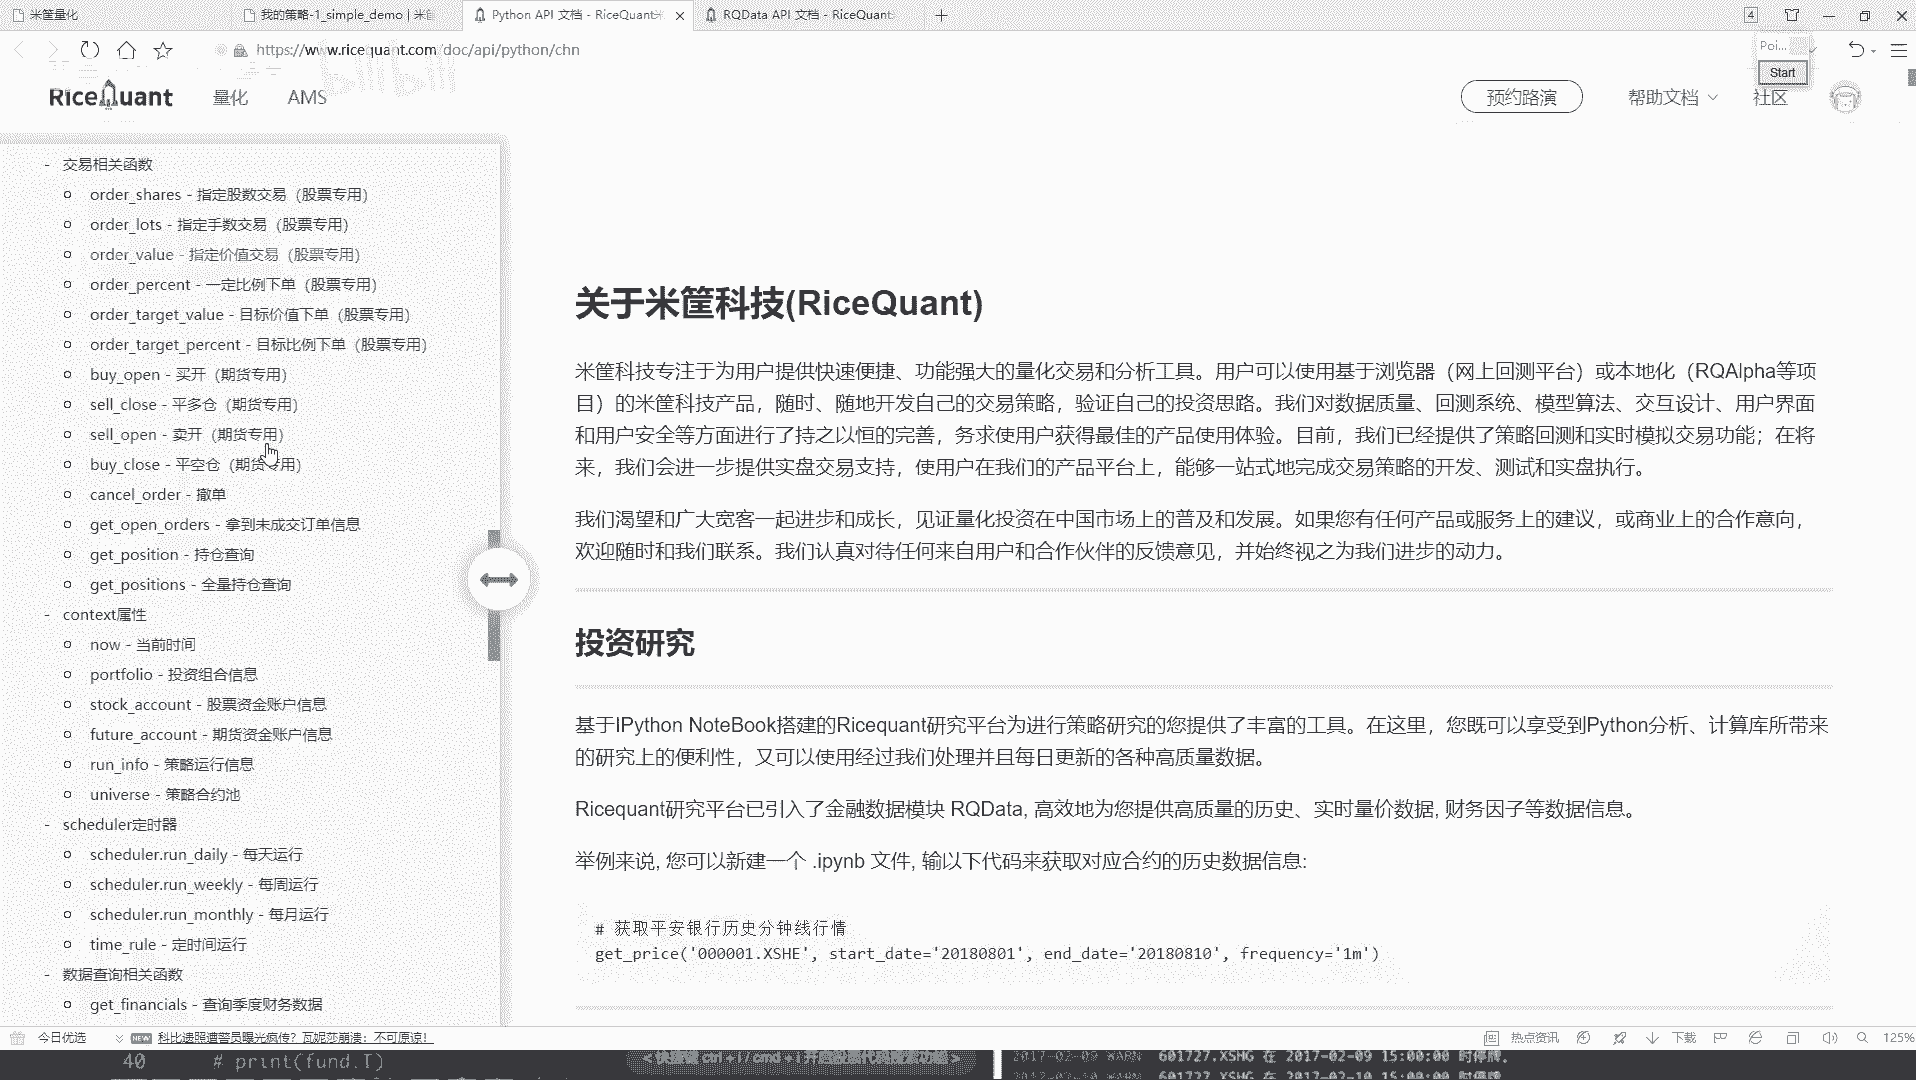 米筐量化
我的策略-1_simple_demo | 米筐
Python API 文档 - RiceQuant米
RQData API 文档 - RiceQuant
4
https://www.ricequant.com/doc/api/python/chn
Poi...
Start
bilibili
RiceQuant
量化
AMS
预约路演
帮助文档
社区
- 交易相关函数
order_shares - 指定股数交易（股票专用）
order_lots - 指定手数交易（股票专用）
order_value - 指定价值交易（股票专用）
order_percent - 一定比例下单（股票专用）
order_target_value - 目标价值下单（股票专用）
order_target_percent - 目标比例下单（股票专用）
buy_open - 买开（期货专用）
sell_close - 平多仓（期货专用）
sell_open - 卖开（期货专用）
buy_close - 平空仓（期货专用）
cancel_order - 撤单
get_open_orders - 拿到未成交订单信息
get_position - 持仓查询
get_positions - 全量持仓查询
- context属性
now - 当前时间
portfolio - 投资组合信息
stock_account - 股票资金账户信息
future_account - 期货资金账户信息
run_info - 策略运行信息
universe - 策略合约池
- scheduler定时器
scheduler.run_daily - 每天运行
scheduler.run_weekly - 每周运行
scheduler.run_monthly - 每月运行
time_rule - 定时间运行
- 数据查询相关函数
get_financials - 查询季度财务数据
关于米筐科技(RiceQuant)
米筐科技专注于为用户提供快速便捷、功能强大的量化交易和分析工具。用户可以使用基于浏览器（网上回测平台）或本地化（RQAlpha等项
目）的米筐科技产品，随时、随地开发自己的交易策略，验证自己的投资思路。我们对数据质量、回测系统、模型算法、交互设计、用户界面
和用户安全等方面进行了持之以恒的完善，务求使用户获得最佳的产品使用体验。目前，我们已经提供了策略回测和实时模拟交易功能；在将
来，我们会进一步提供实盘交易支持，使用户在我们的产品平台上，能够一站式地完成交易策略的开发、测试和实盘执行。
我们渴望和广大宽客一起进步和成长，见证量化投资在中国市场上的普及和发展。如果您有任何产品或服务上的建议，或商业上的合作意向，
欢迎随时和我们联系。我们认真对待任何来自用户和合作伙伴的反馈意见，并始终视之为我们进步的动力。
投资研究
基于IPython NoteBook搭建的Ricequant研究平台为进行策略研究的您提供了丰富的工具。在这里，您既可以享受到Python分析、计算库所带来
的研究上的便利性，又可以使用经过我们处理并且每日更新的各种高质量数据。
Ricequant研究平台已引入了金融数据模块 RQData, 高效地为您提供高质量的历史、实时量价数据, 财务因子等数据信息。
举例来说, 您可以新建一个 .ipynb 文件, 输以下代码来获取对应合约的历史数据信息:
# 获取平安银行历史分钟线行情
get_price('000001.XSHE', start_date='20180801', end_date='20180810', frequency='1m')
今日优选
NEW
科比遗照遭警员曝光疯传？瓦妮莎崩溃：不可原谅！
热点资讯
下载
125%
40 # print(fund.T)
2017-02-09 WARN 601727.XSHG 在 2017-02-09 15:00:00 时停牌。
2017-02-10 WARN 601727.XSHG 在 2017-02-10 15:00:00 时停牌。